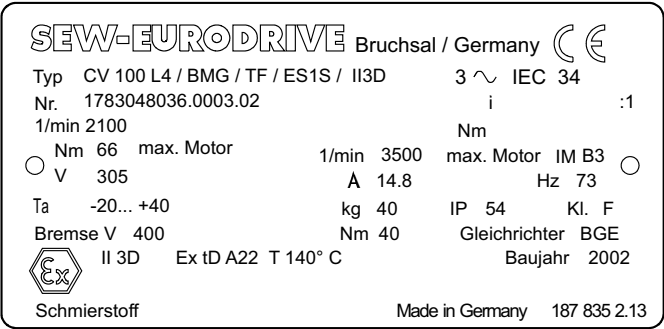 SEW-EURODRIVE Bruchsal / Germany CE
Typ CV 100 L4 / BMG / TF / ES1S / II3D 3 ~ IEC 34
Nr. 1783048036.0003.02 i :1
1/min 2100 Nm
Nm 66 max. Motor 1/min 3500 max. Motor IM B3
V 305 A 14.8 Hz 73
Ta -20... +40 kg 40 IP 54 Kl. F
Bremse V 400 Nm 40 Gleichrichter BGE
Ex II 3D Ex tD A22 T 140° C Baujahr 2002
Schmierstoff Made in Germany 187 835 2.13